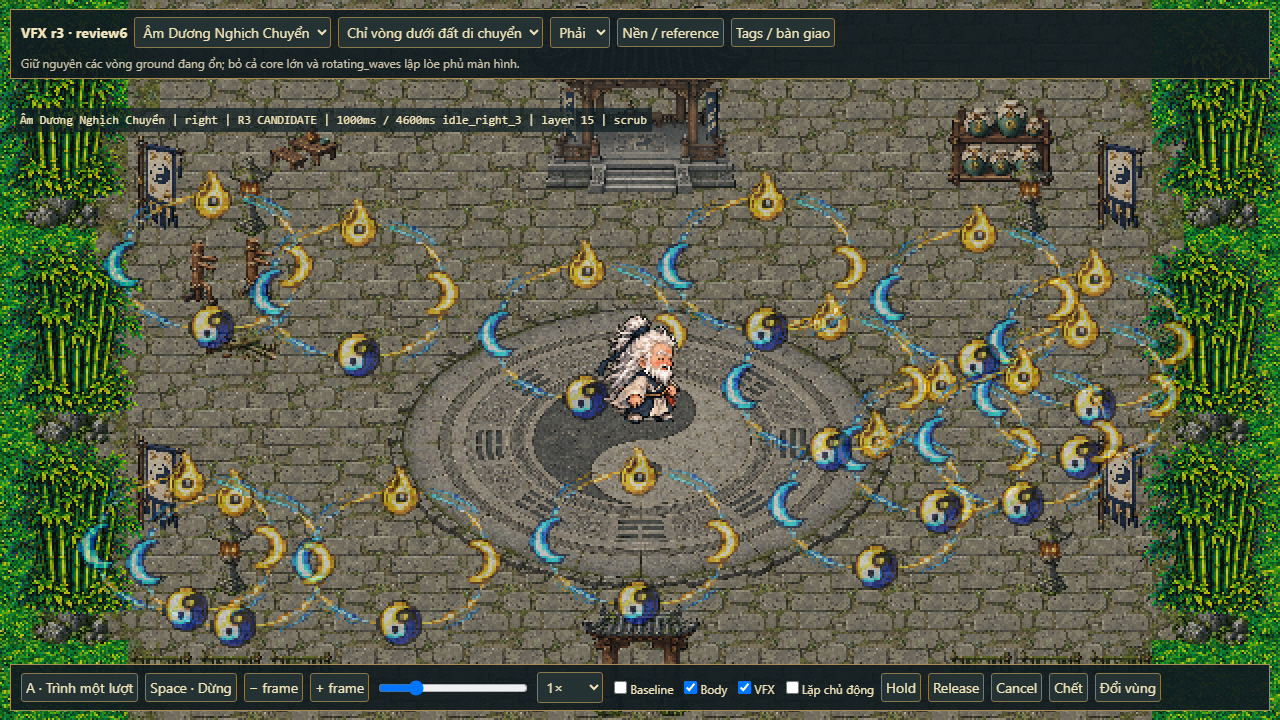 VFX r3 · review6 Âm Dương Nghịch Chuyển Chỉ vòng dưới đất di chuyển Phải Nền / reference Tags / bàn giao
Giữ nguyên các vòng ground đang ổn; bỏ cả core lớn và rotating_waves lập lòe phủ màn hình.
Âm Dương Nghịch Chuyển | right | R3 CANDIDATE | 1000ms / 4600ms idle_right_3 | layer 15 | scrub
A · Trình một lượt Space · Dừng − frame + frame 1× Baseline Body VFX Lặp chủ động Hold Release Cancel Chết Đổi vùng